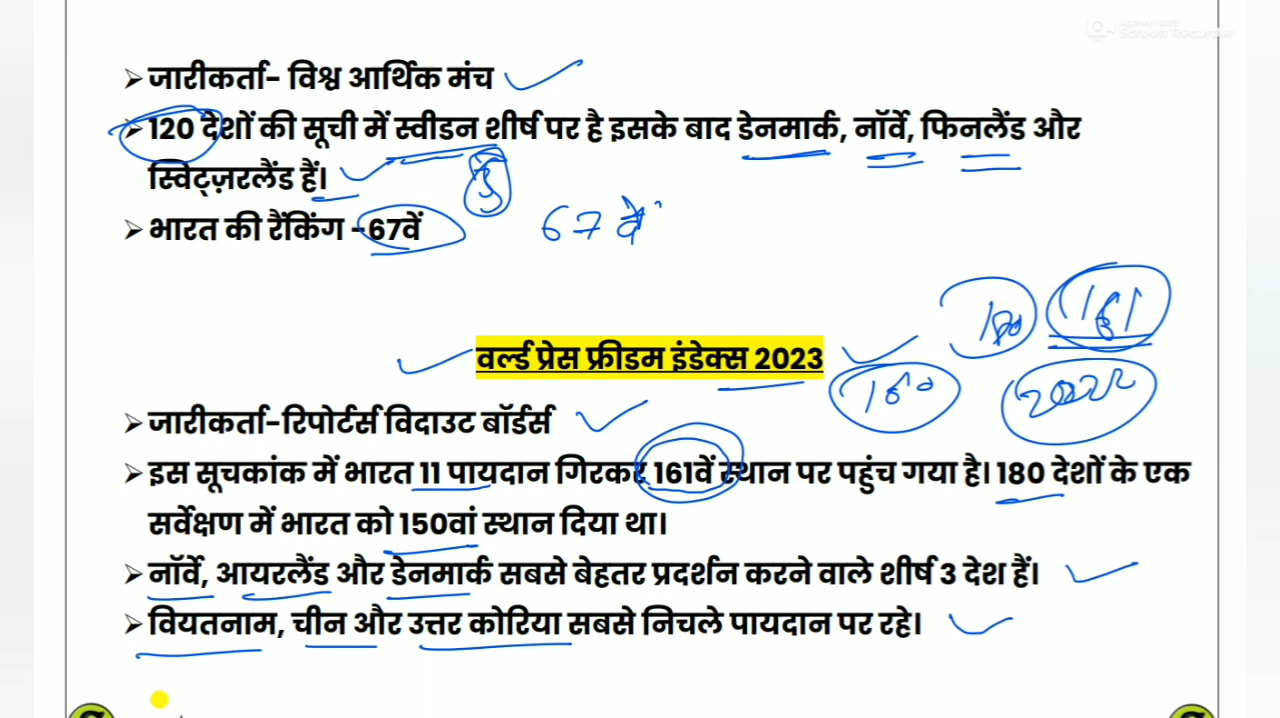 ➢जारीकर्ता- विश्व आर्थिक मंच
➢120 देशों की सूची में स्वीडन शीर्ष पर है इसके बाद डेनमार्क, नॉर्वे, फिनलैंड और
स्विट्ज़रलैंड हैं।
➢भारत की रैंकिंग -67वें
67 वें
180 161
वर्ल्ड प्रेस फ्रीडम इंडेक्स 2023
160 2022
➢जारीकर्ता-रिपोर्टर्स विदाउट बॉर्डर्स
➢इस सूचकांक में भारत 11 पायदान गिरकर 161वें स्थान पर पहुंच गया है। 180 देशों के एक
सर्वेक्षण में भारत को 150वां स्थान दिया था।
➢नॉर्वे, आयरलैंड और डेनमार्क सबसे बेहतर प्रदर्शन करने वाले शीर्ष 3 देश हैं।
➢वियतनाम, चीन और उत्तर कोरिया सबसे निचले पायदान पर रहे।